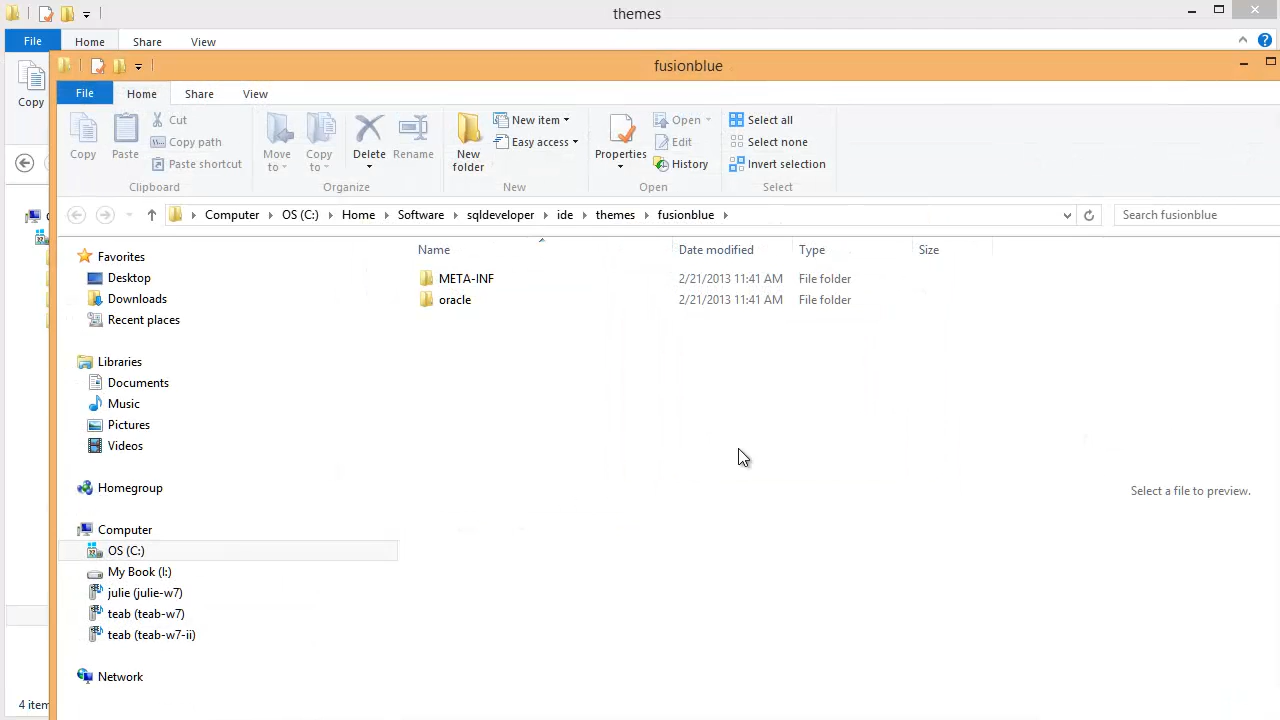 themes
File Home Share View
Copy
fusionblue
File Home Share View
Copy
Paste
Cut
Copy path
Paste shortcut
Clipboard
Move to
Copy to
Delete
Rename
Organize
New folder
New item
Easy access
New
Properties
Open
Edit
History
Open
Select all
Select none
Invert selection
Select
Computer OS (C:) Home Software sqldeveloper ide themes fusionblue
Search fusionblue
Name Date modified Type Size
META-INF 2/21/2013 11:41 AM File folder
oracle 2/21/2013 11:41 AM File folder
Favorites
Desktop
Downloads
Recent places
Libraries
Documents
Music
Pictures
Videos
Homegroup
Computer
OS (C:)
My Book (I:)
julie (julie-w7)
teab (teab-w7)
teab (teab-w7-ii)
Network
Select a file to preview.
4 item